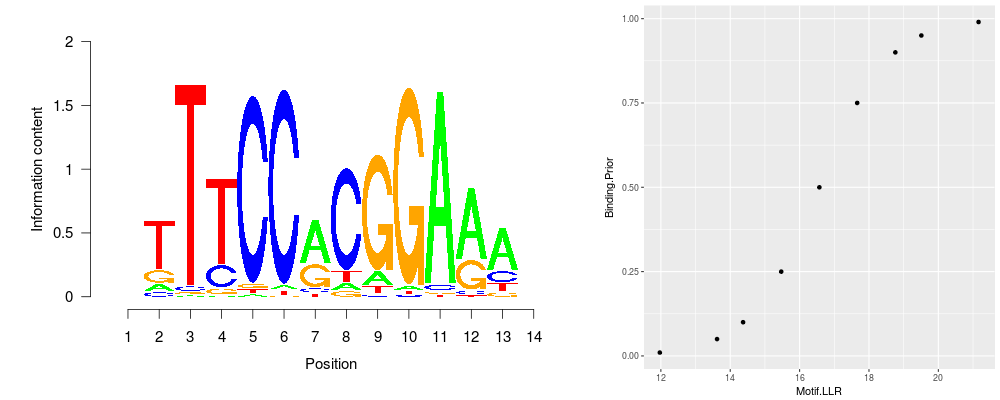 Information content
2
1.5
1
0.5
0
T G A C
T C
T C G
C G T
C A T
A G C T
C T A G
G A T C
G A T C
A C T
A G
A C T
1 2 3 4 5 6 7 8 9 10 11 12 13 14
Position
Binding.Prior
1.00
0.75
0.50
0.25
0.00
12 14 16 18 20
Motif.LLR